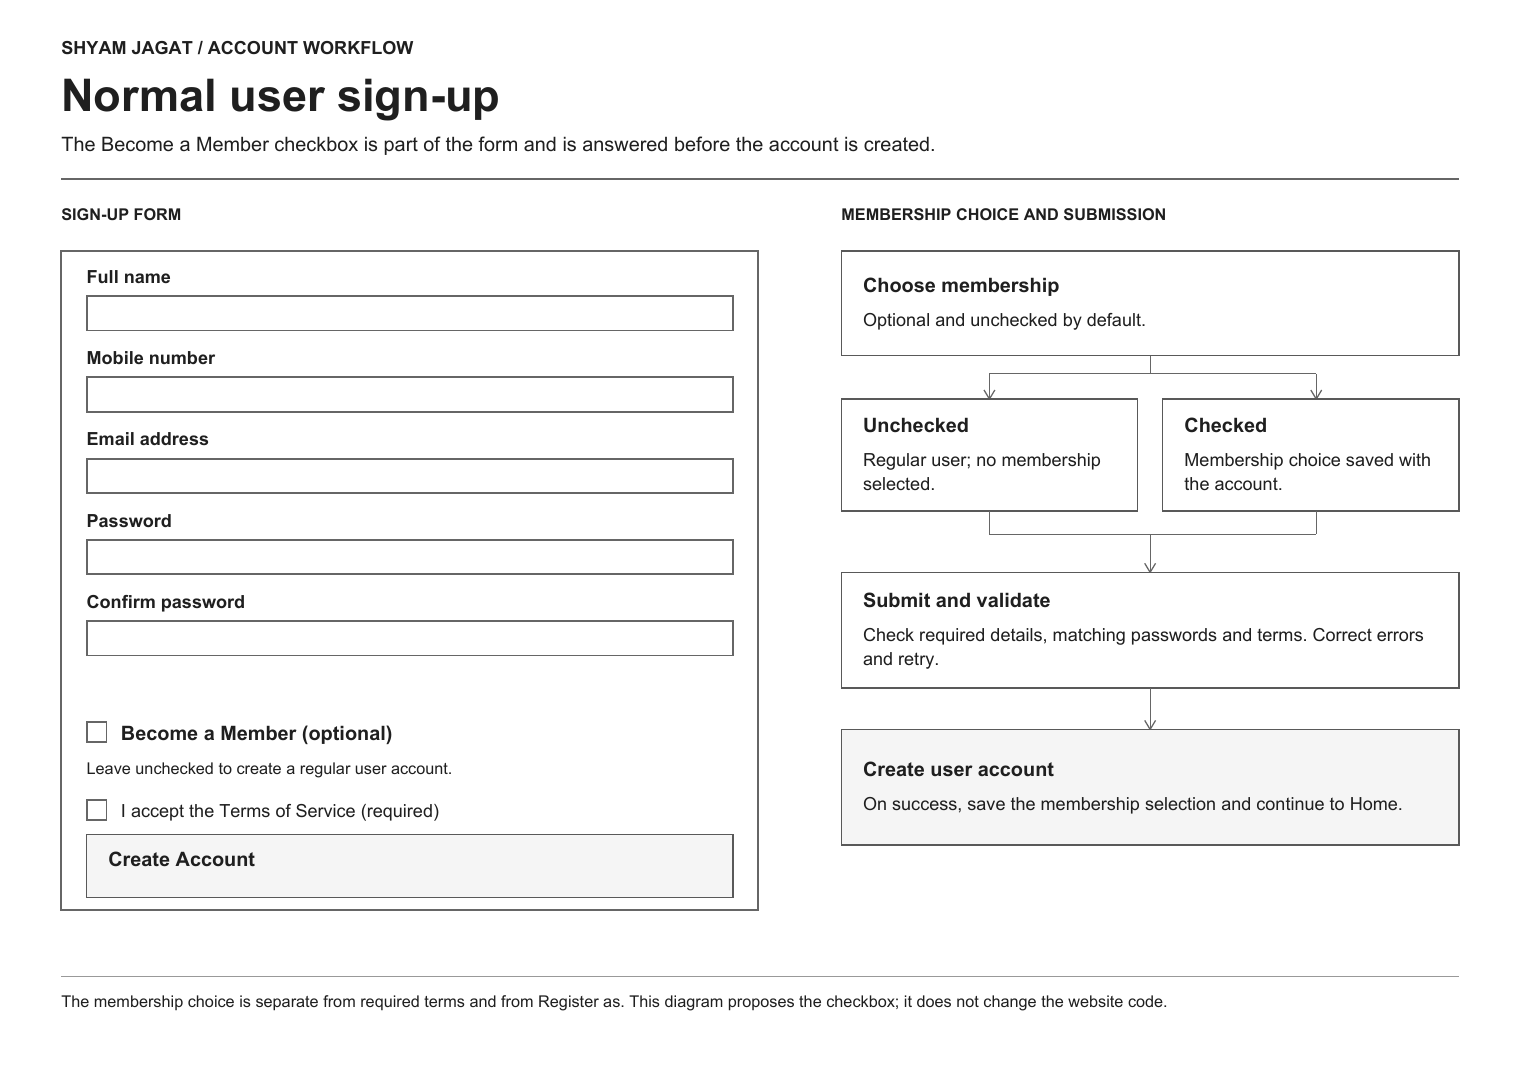 SHYAM JAGAT / ACCOUNT WORKFLOW
Normal user sign-up
The Become a Member checkbox is part of the form and is answered before the account is created.
SIGN-UP FORM
Full name
Mobile number
Email address
Password
Confirm password
Become a Member (optional)
Leave unchecked to create a regular user account.
I accept the Terms of Service (required)
Create Account
MEMBERSHIP CHOICE AND SUBMISSION
Choose membership
Optional and unchecked by default.
Unchecked
Regular user; no membership
selected.
Checked
Membership choice saved with
the account.
Submit and validate
Check required details, matching passwords and terms. Correct errors
and retry.
Create user account
On success, save the membership selection and continue to Home.
The membership choice is separate from required terms and from Register as. This diagram proposes the checkbox; it does not change the website code.